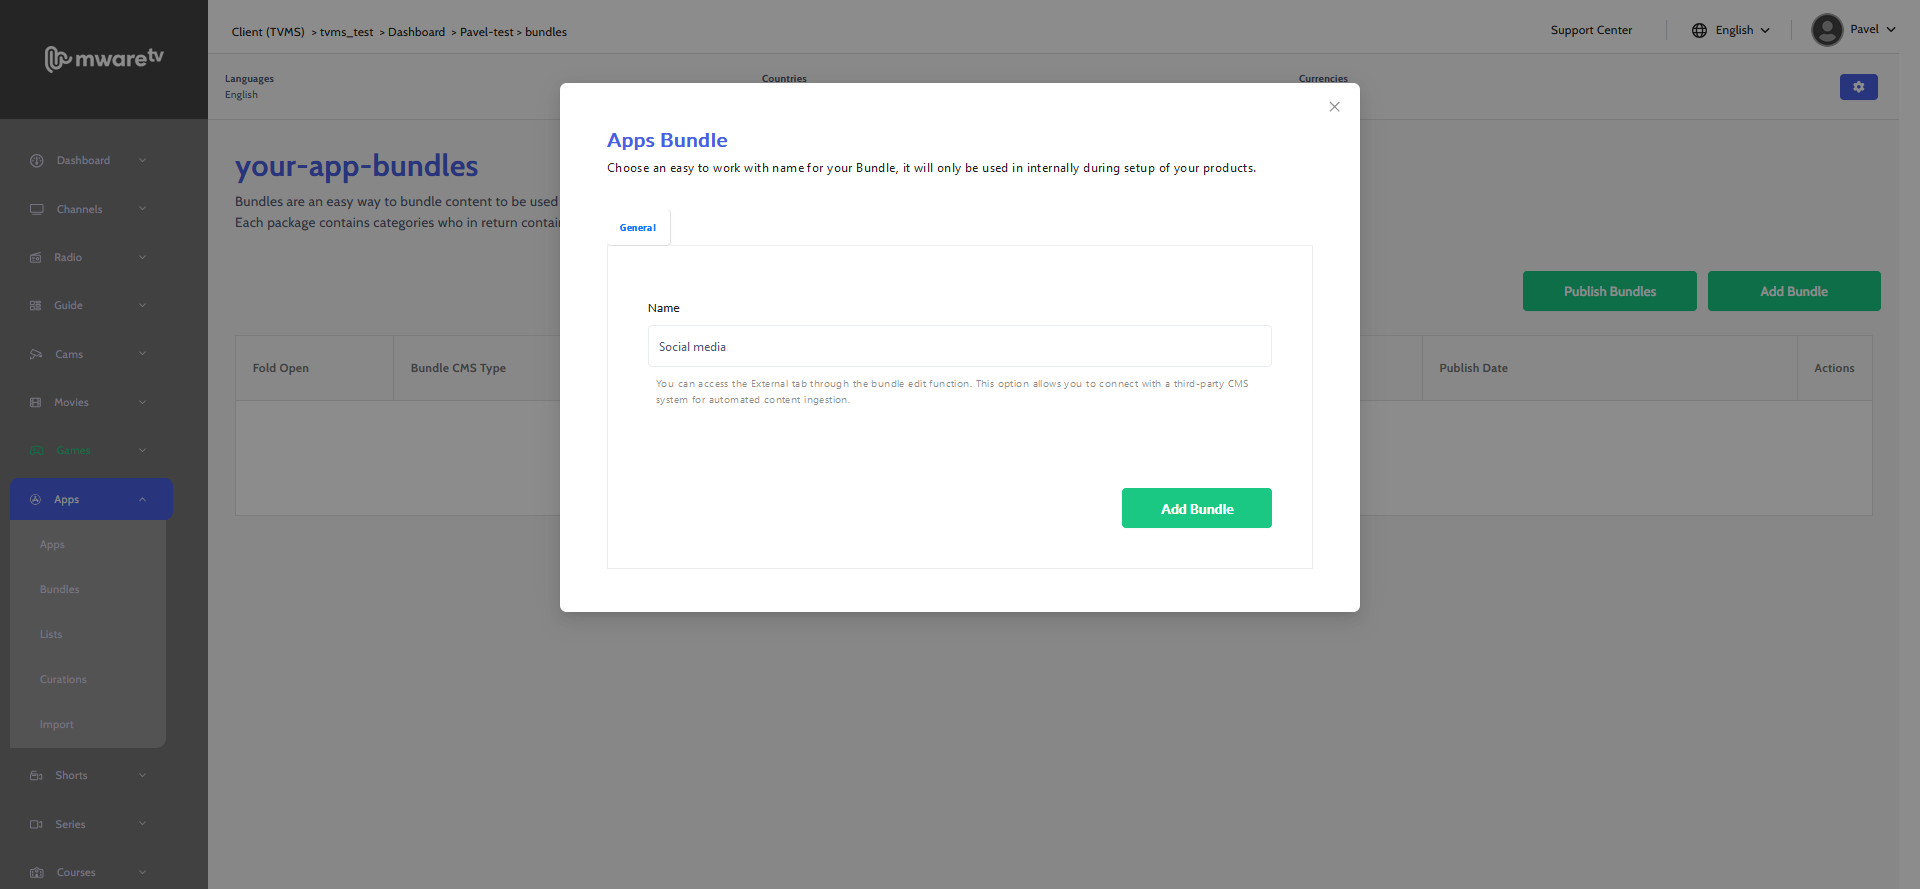 mwaretv
Client (TVMS) > tvms_test > Dashboard > Pavel-test > bundles
Support Center
English
Pavel
Languages
English
Countries
Currencies
Dashboard
Channels
Radio
Guide
Cams
Movies
Games
Apps
Apps
Bundles
Lists
Curations
Import
Shorts
Series
Courses
your-app-bundles
Bundles are an easy way to bundle content to be used
Each package contains categories who in return
Publish Bundles
Add Bundle
Fold Open
Bundle CMS Type
Publish Date
Actions
Apps Bundle
Choose an easy to work with name for your Bundle, it will only be used in internally during setup of your products.
General
Name
Social media
You can access the External tab through the bundle edit function. This option allows you to connect with a third-party CMS
system for automated content ingestion.
Add Bundle